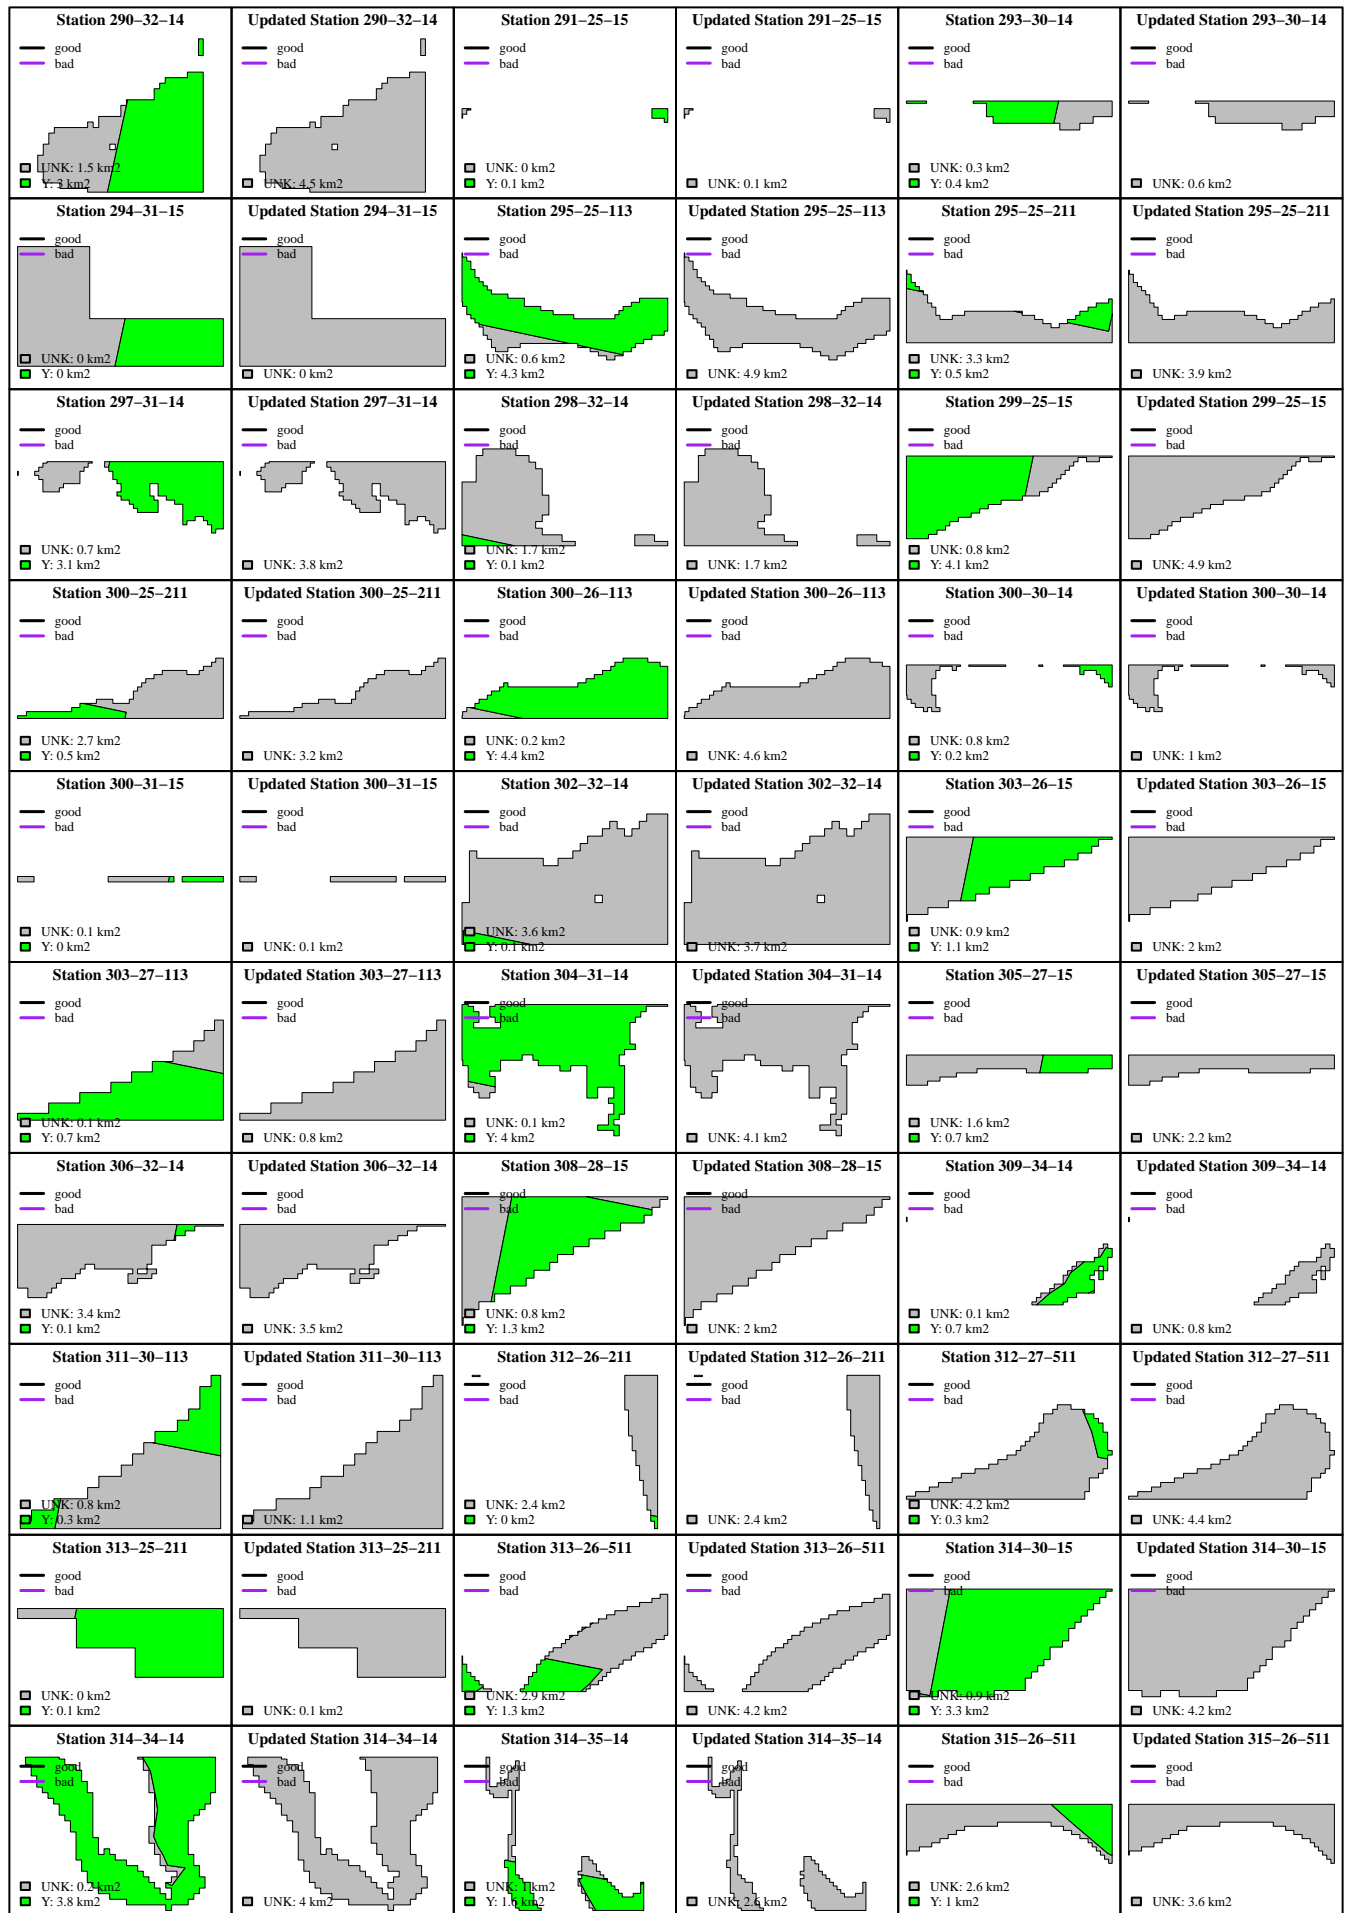 Station 290−32−14
good
bad
UNK: 1.5 km2
Y: 3 km2
Updated Station 290−32−14
good
bad
UNK: 4.5 km2
Station 291−25−15
good
bad
UNK: 0 km2
Y: 0.1 km2
Updated Station 291−25−15
good
bad
UNK: 0.1 km2
Station 293−30−14
good
bad
UNK: 0.3 km2
Y: 0.4 km2
Updated Station 293−30−14
good
bad
UNK: 0.6 km2
Station 294−31−15
good
bad
UNK: 0 km2
Y: 0 km2
Updated Station 294−31−15
good
bad
UNK: 0 km2
Station 295−25−113
good
bad
UNK: 0.6 km2
Y: 4.3 km2
Updated Station 295−25−113
good
bad
UNK: 4.9 km2
Station 295−25−211
good
bad
UNK: 3.3 km2
Y: 0.5 km2
Updated Station 295−25−211
good
bad
UNK: 3.9 km2
Station 297−31−14
good
bad
UNK: 0.7 km2
Y: 3.1 km2
Updated Station 297−31−14
good
bad
UNK: 3.8 km2
Station 298−32−14
good
bad
UNK: 1.7 km2
Y: 0.1 km2
Updated Station 298−32−14
good
bad
UNK: 1.7 km2
Station 299−25−15
good
bad
UNK: 0.8 km2
Y: 4.1 km2
Updated Station 299−25−15
good
bad
UNK: 4.9 km2
Station 300−25−211
good
bad
UNK: 2.7 km2
Y: 0.5 km2
Updated Station 300−25−211
good
bad
UNK: 3.2 km2
Station 300−26−113
good
bad
UNK: 0.2 km2
Y: 4.4 km2
Updated Station 300−26−113
good
bad
UNK: 4.6 km2
Station 300−30−14
good
bad
UNK: 0.8 km2
Y: 0.2 km2
Updated Station 300−30−14
good
bad
UNK: 1 km2
Station 300−31−15
good
bad
UNK: 0.1 km2
Y: 0 km2
Updated Station 300−31−15
good
bad
UNK: 0.1 km2
Station 302−32−14
good
bad
UNK: 3.6 km2
Y: 0.1 km2
Updated Station 302−32−14
good
bad
UNK: 3.7 km2
Station 303−26−15
good
bad
UNK: 0.9 km2
Y: 1.1 km2
Updated Station 303−26−15
good
bad
UNK: 2 km2
Station 303−27−113
good
bad
UNK: 0.1 km2
Y: 0.7 km2
Updated Station 303−27−113
good
bad
UNK: 0.8 km2
Station 304−31−14
good
bad
UNK: 0.1 km2
Y: 4 km2
Updated Station 304−31−14
good
bad
UNK: 4.1 km2
Station 305−27−15
good
bad
UNK: 1.6 km2
Y: 0.7 km2
Updated Station 305−27−15
good
bad
UNK: 2.2 km2
Station 306−32−14
good
bad
UNK: 3.4 km2
Y: 0.1 km2
Updated Station 306−32−14
good
bad
UNK: 3.5 km2
Station 308−28−15
good
bad
UNK: 0.8 km2
Y: 1.3 km2
Updated Station 308−28−15
good
bad
UNK: 2 km2
Station 309−34−14
good
bad
UNK: 0.1 km2
Y: 0.7 km2
Updated Station 309−34−14
good
bad
UNK: 0.8 km2
Station 311−30−113
good
bad
UNK: 0.8 km2
Y: 0.3 km2
Updated Station 311−30−113
good
bad
UNK: 1.1 km2
Station 312−26−211
good
bad
UNK: 2.4 km2
Y: 0 km2
Updated Station 312−26−211
good
bad
UNK: 2.4 km2
Station 312−27−511
good
bad
UNK: 4.2 km2
Y: 0.3 km2
Updated Station 312−27−511
good
bad
UNK: 4.4 km2
Station 313−25−211
good
bad
UNK: 0 km2
Y: 0.1 km2
Updated Station 313−25−211
good
bad
UNK: 0.1 km2
Station 313−26−511
good
bad
UNK: 2.9 km2
Y: 1.3 km2
Updated Station 313−26−511
good
bad
UNK: 4.2 km2
Station 314−30−15
good
bad
UNK: 0.9 km2
Y: 3.3 km2
Updated Station 314−30−15
good
bad
UNK: 4.2 km2
Station 314−34−14
good
bad
UNK: 0.2 km2
Y: 3.8 km2
Updated Station 314−34−14
good
bad
UNK: 4 km2
Station 314−35−14
good
bad
UNK: 1 km2
Y: 1.6 km2
Updated Station 314−35−14
good
bad
UNK: 2.6 km2
Station 315−26−511
good
bad
UNK: 2.6 km2
Y: 1 km2
Updated Station 315−26−511
good
bad
UNK: 3.6 km2